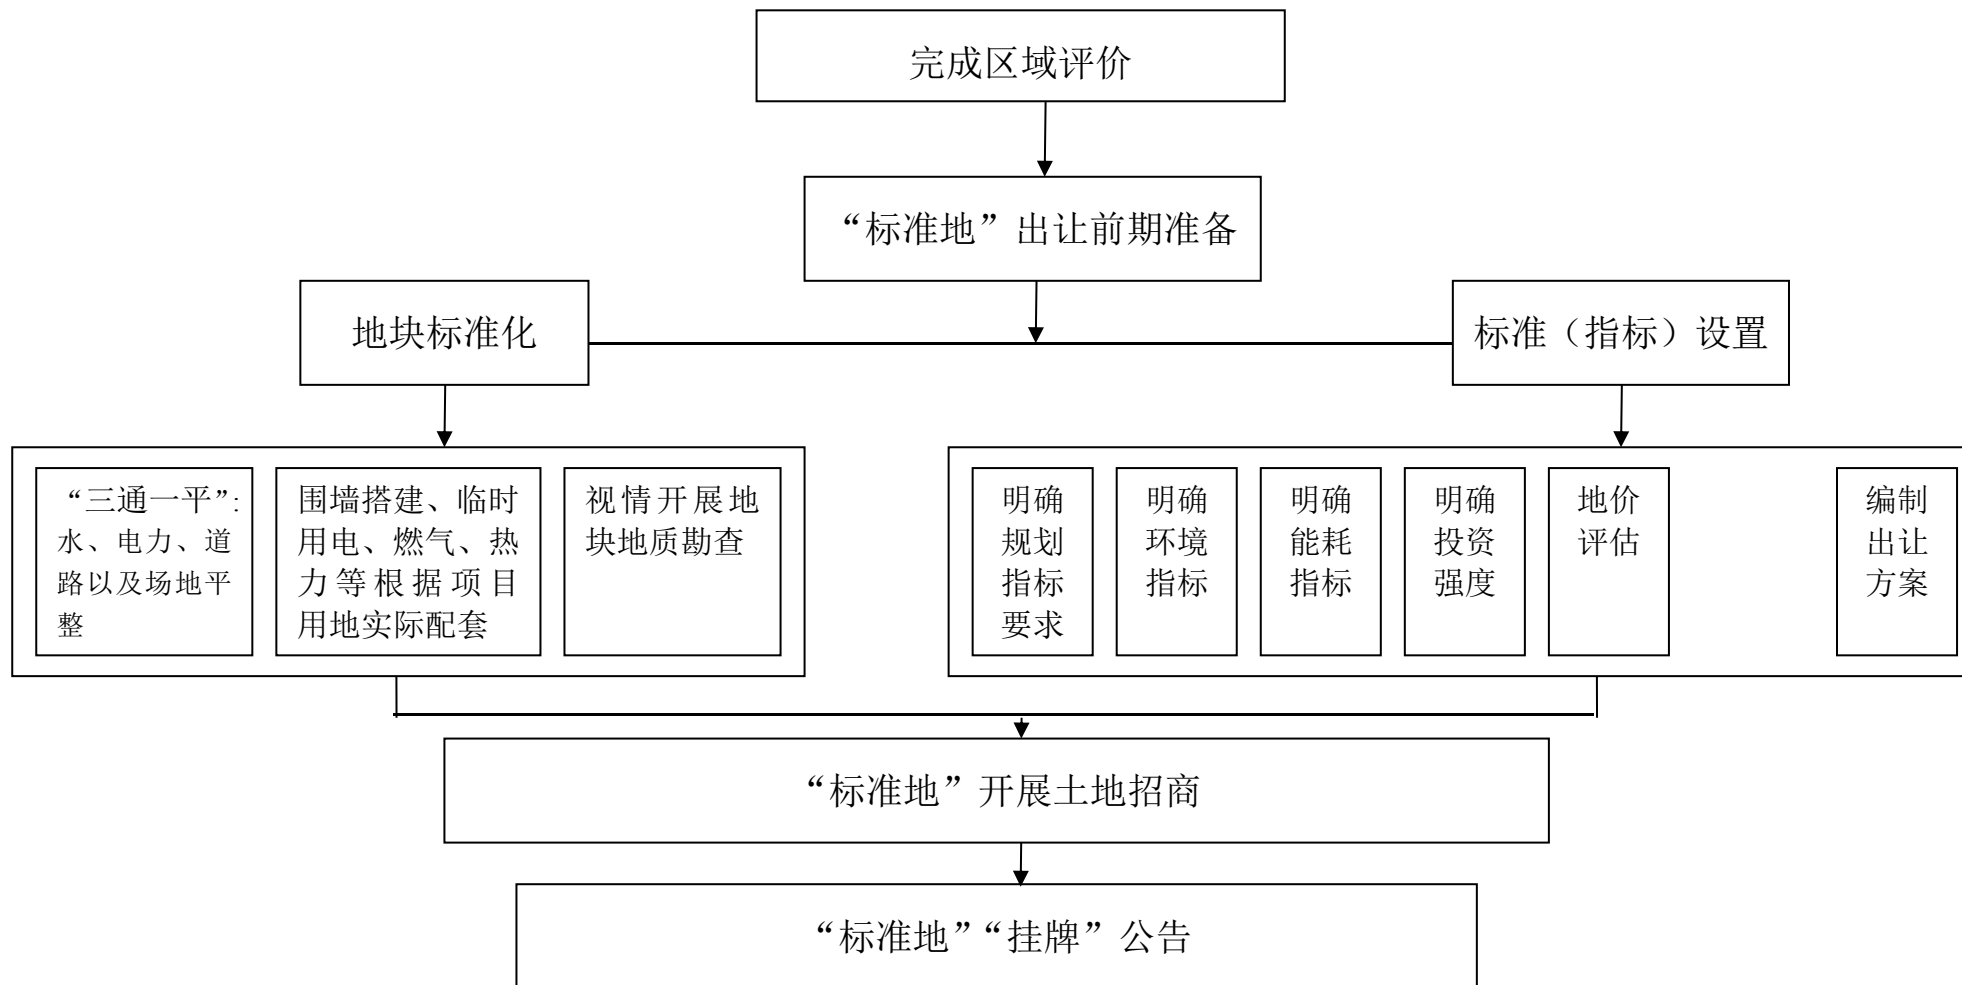 完成区域评价
“标准地”出让前期准备
地块标准化
标准（指标）设置
“三通一平”:
水、电力、道
路以及场地平
整
围墙搭建、临时
用电、燃气、热
力等根据项目
用地实际配套
视情开展地
块地质勘查
明确
规划
指标
要求
明确
环境
指标
明确
能耗
指标
明确
投资
强度
地价
评估
编制
出让
方案
“标准地”开展土地招商
“标准地”“挂牌”公告